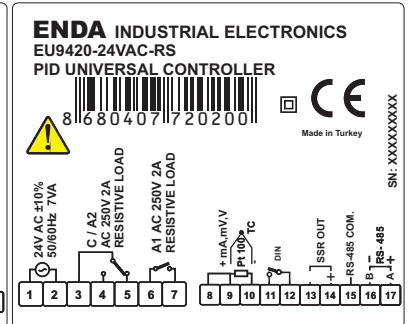 ENDA INDUSTRIAL ELECTRONICS
EU9420-24VAC-RS
PID UNIVERSAL CONTROLLER
8 680407 720200
CE
Made in Turkey
SN: XXXXXXXXX
24V AC ±10%
50/60Hz 7VA
C / A2
AC 250V 2A
RESISTIVE LOAD
A1 AC 250V 2A
RESISTIVE LOAD
+ mA,mV,V
Pt 100
TC
DIN
SSR OUT
- +
RS-485 COM.
RS-485
B -
A +
1 2 3 4 5 6 7
8 9 10 11 12 13 14 15 16 17